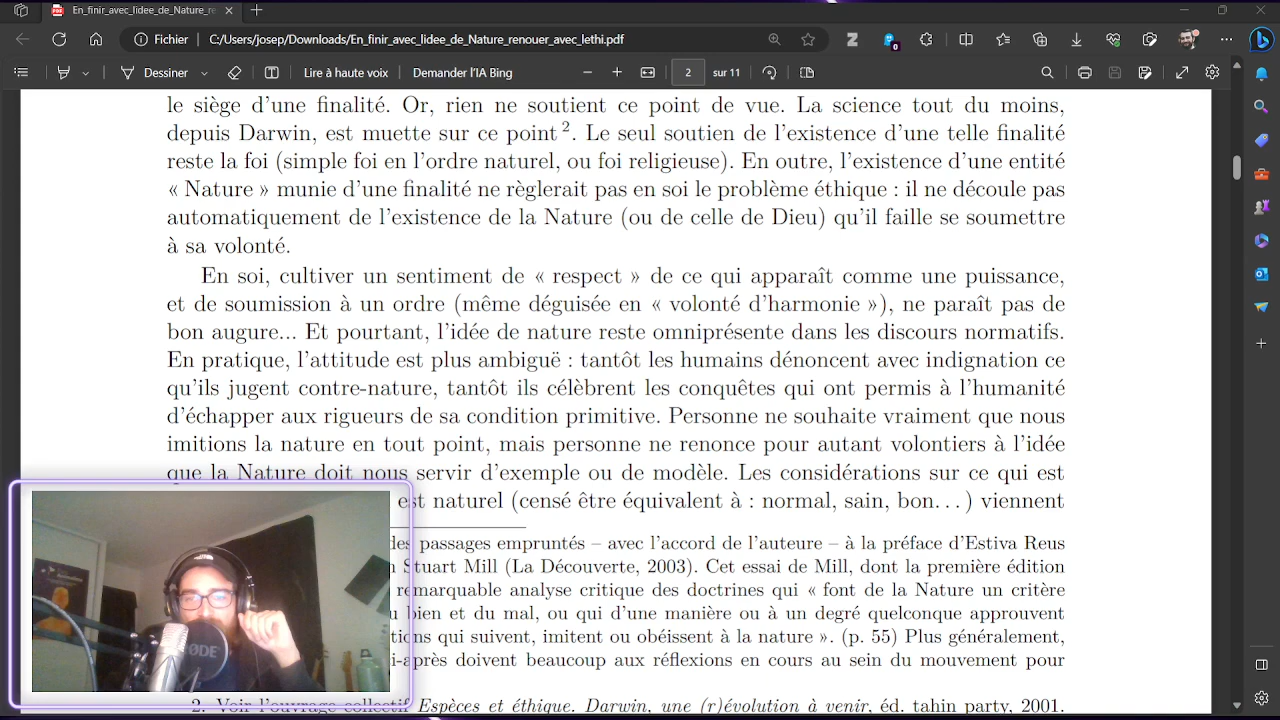 En_finir_avec_lidee_de_Nature_re
Fichier
C:/Users/josep/Downloads/En_finir_avec_lidee_de_Nature_renouer_avec_lethi.pdf
0
Dessiner
Lire à haute voix
Demander l'IA Bing
2
sur 11
le siège d'une finalité. Or, rien ne soutient ce point de vue. La science tout du moins,
depuis Darwin, est muette sur ce point 2. Le seul soutien de l'existence d'une telle finalité
reste la foi (simple foi en l'ordre naturel, ou foi religieuse). En outre, l'existence d'une entité
« Nature » munie d'une finalité ne règlerait pas en soi le problème éthique : il ne découle pas
automatiquement de l'existence de la Nature (ou de celle de Dieu) qu'il faille se soumettre
à sa volonté.
En soi, cultiver un sentiment de « respect » de ce qui apparaît comme une puissance,
et de soumission à un ordre (même déguisée en « volonté d'harmonie »), ne paraît pas de
bon augure... Et pourtant, l'idée de nature reste omniprésente dans les discours normatifs.
En pratique, l'attitude est plus ambiguë : tantôt les humains dénoncent avec indignation ce
qu'ils jugent contre-nature, tantôt ils célèbrent les conquêtes qui ont permis à l'humanité
d'échapper aux rigueurs de sa condition primitive. Personne ne souhaite vraiment que nous
imitions la nature en tout point, mais personne ne renonce pour autant volontiers à l'idée
que la Nature doit nous servir d'exemple ou de modèle. Les considérations sur ce qui est
est naturel (censé être équivalent à : normal, sain, bon...) viennent
des passages empruntés – avec l'accord de l'auteure – à la préface d'Estiva Reus
Stuart Mill (La Découverte, 2003). Cet essai de Mill, dont la première édition
remarquable analyse critique des doctrines qui « font de la Nature un critère
bien et du mal, ou qui d'une manière ou à un degré quelconque approuvent
tions qui suivent, imitent ou obéissent à la nature ». (p. 55) Plus généralement,
i-après doivent beaucoup aux réflexions en cours au sein du mouvement pour
2. Voir l'ouvrage collectif Espèces et éthique. Darwin, une (r)evolution à venir, éd. tahin party, 2001.
RØDE